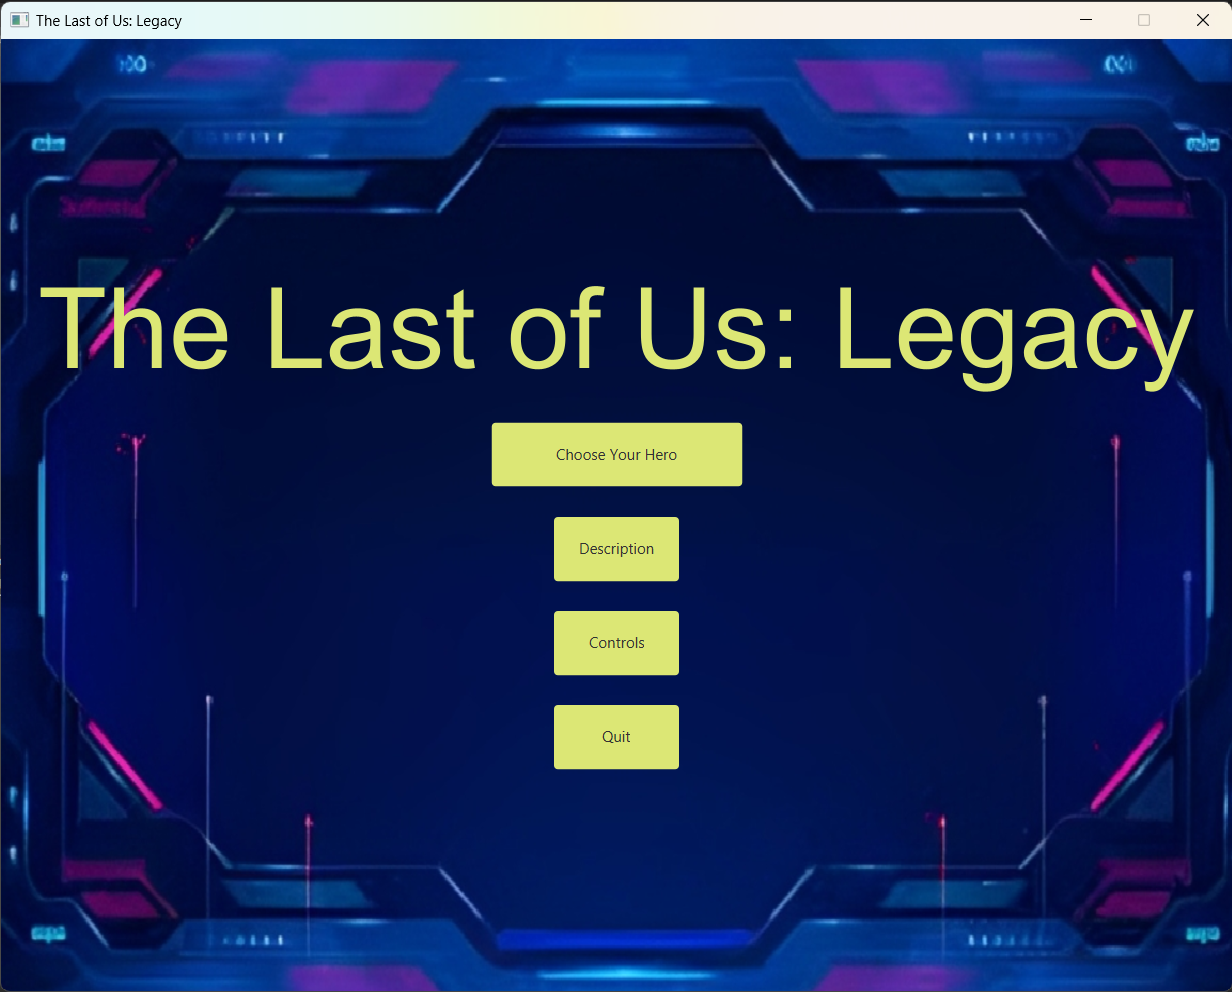 The Last of Us: Legacy
The Last of Us: Legacy
Choose Your Hero
Description
Controls
Quit